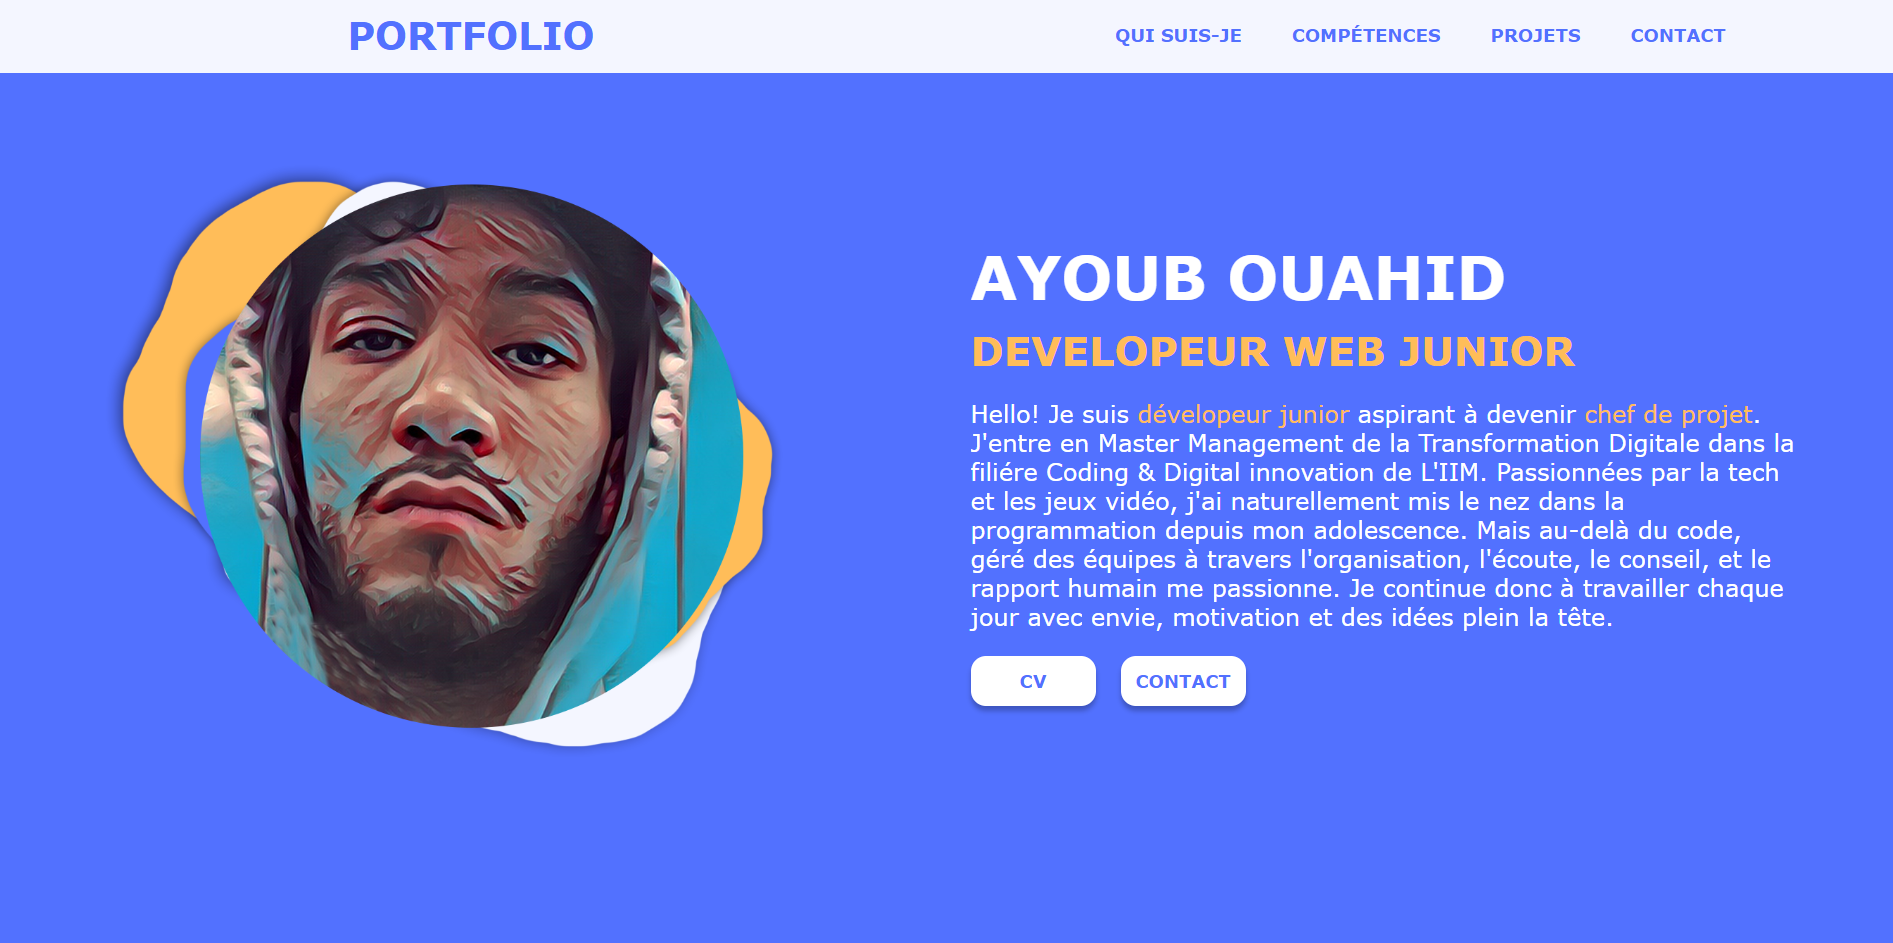 PORTFOLIO
QUI SUIS-JE COMPÉTENCES PROJETS CONTACT
AYOUB OUAHID
DEVELOPEUR WEB JUNIOR
Hello! Je suis dévelopeur junior aspirant à devenir chef de projet.
J'entre en Master Management de la Transformation Digitale dans la
filiére Coding & Digital innovation de L'IIM. Passionnées par la tech
et les jeux vidéo, j'ai naturellement mis le nez dans la
programmation depuis mon adolescence. Mais au-delà du code,
géré des équipes à travers l'organisation, l'écoute, le conseil, et le
rapport humain me passionne. Je continue donc à travailler chaque
jour avec envie, motivation et des idées plein la tête.
CV CONTACT